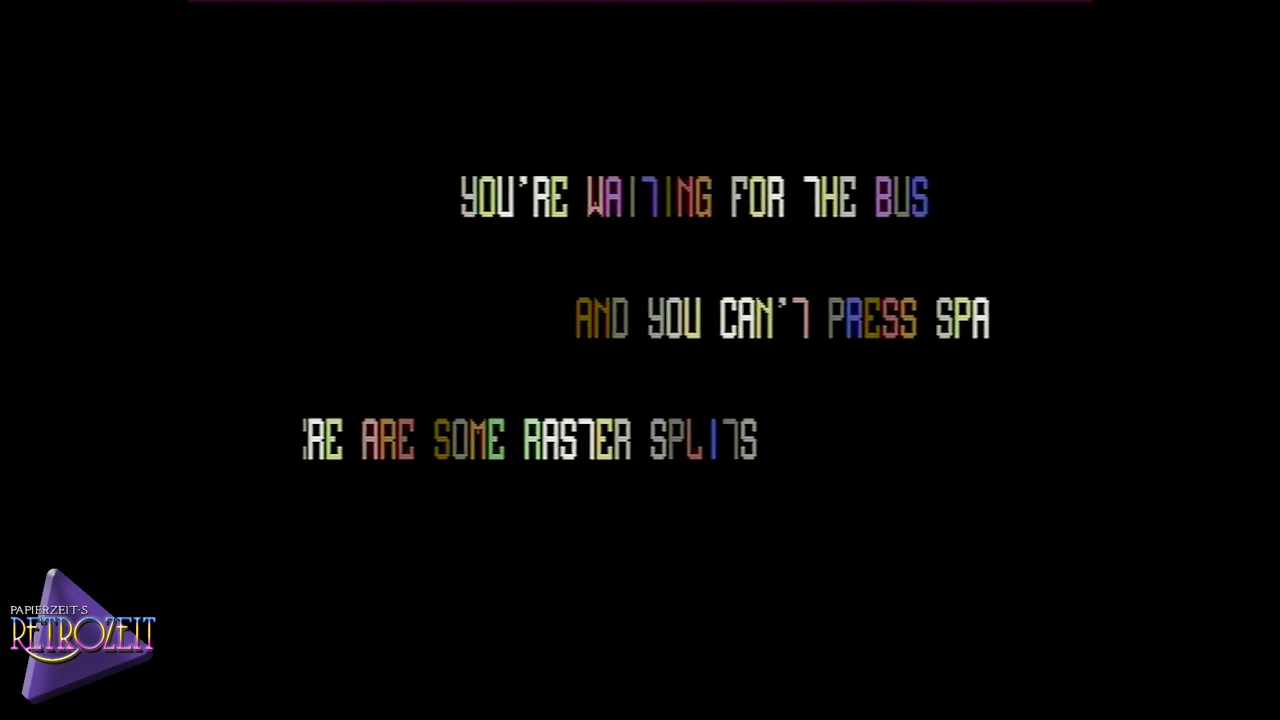 YOU'RE WAITING FOR THE BUS
AND YOU CAN'T PRESS SPA
RE ARE SOME RASTER SPLITS
PAPIERZEIT·S
RETROZEIT